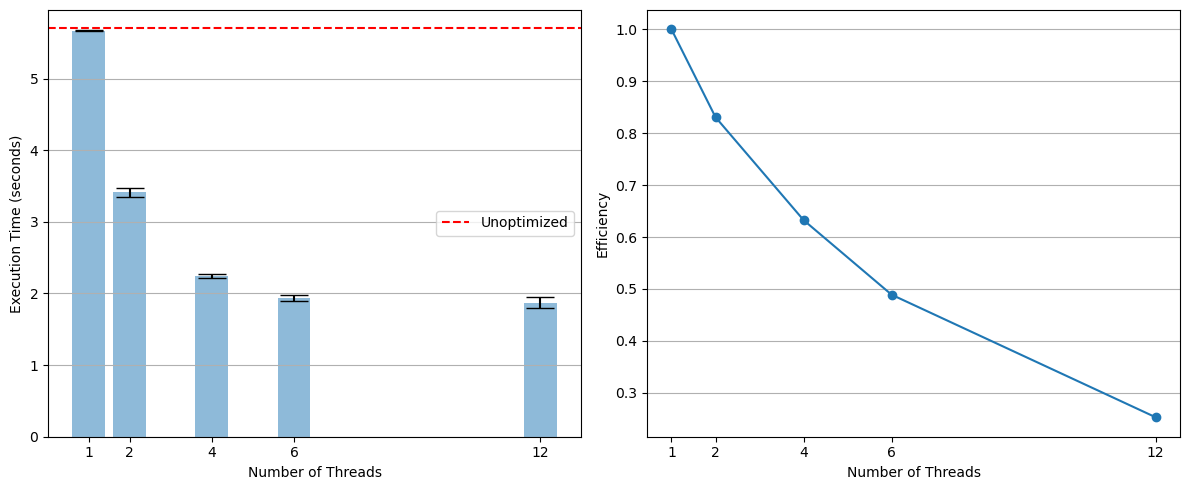 Execution Time (seconds)
5
4
3
2
1
0
Unoptimized
1 2 4 6 12
Number of Threads
Efficiency
1.0
0.9
0.8
0.7
0.6
0.5
0.4
0.3
1 2 4 6 12
Number of Threads